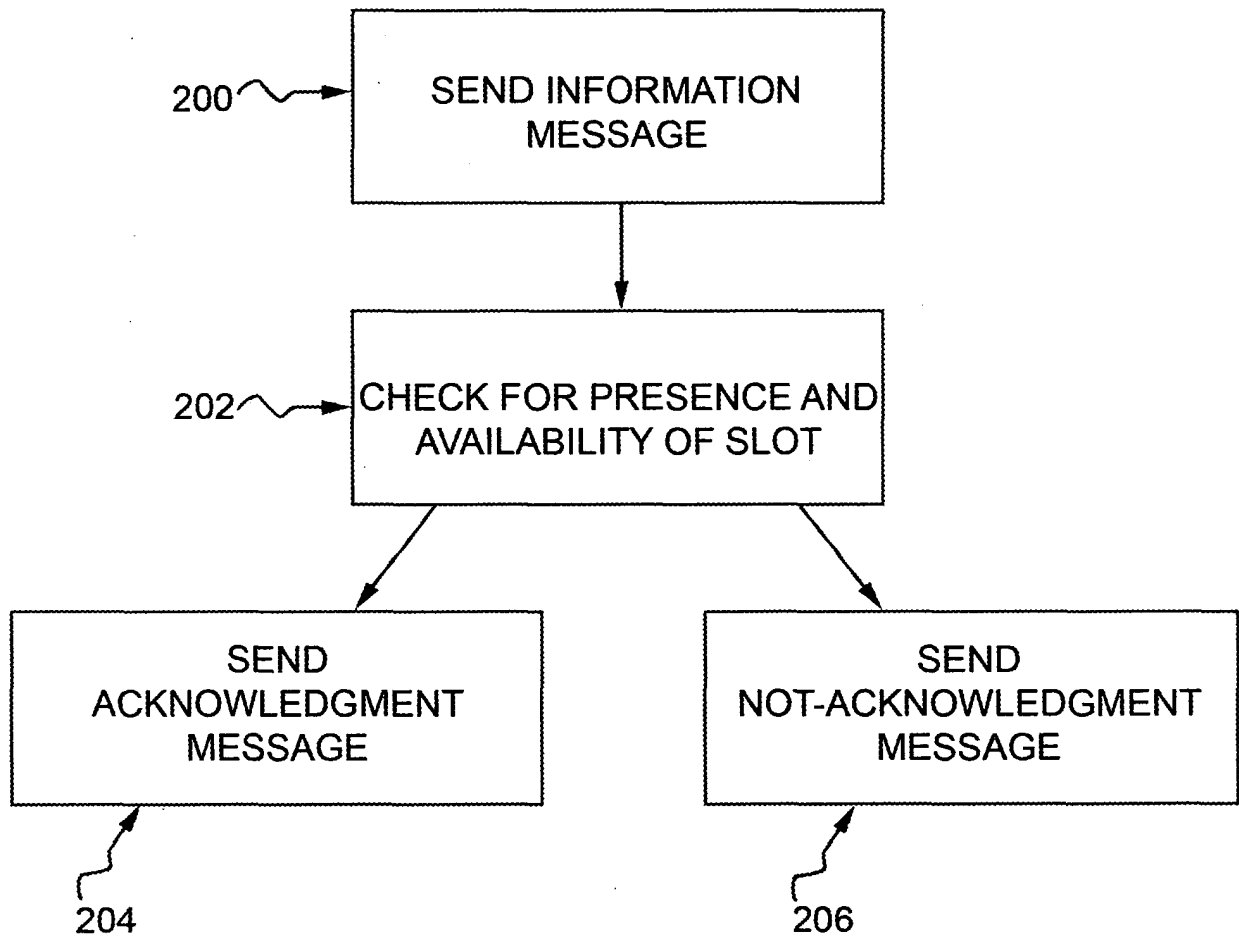 200
SEND INFORMATION
MESSAGE
202
CHECK FOR PRESENCE AND
AVAILABILITY OF SLOT
SEND
ACKNOWLEDGMENT
MESSAGE
SEND
NOT-ACKNOWLEDGMENT
MESSAGE
204
206